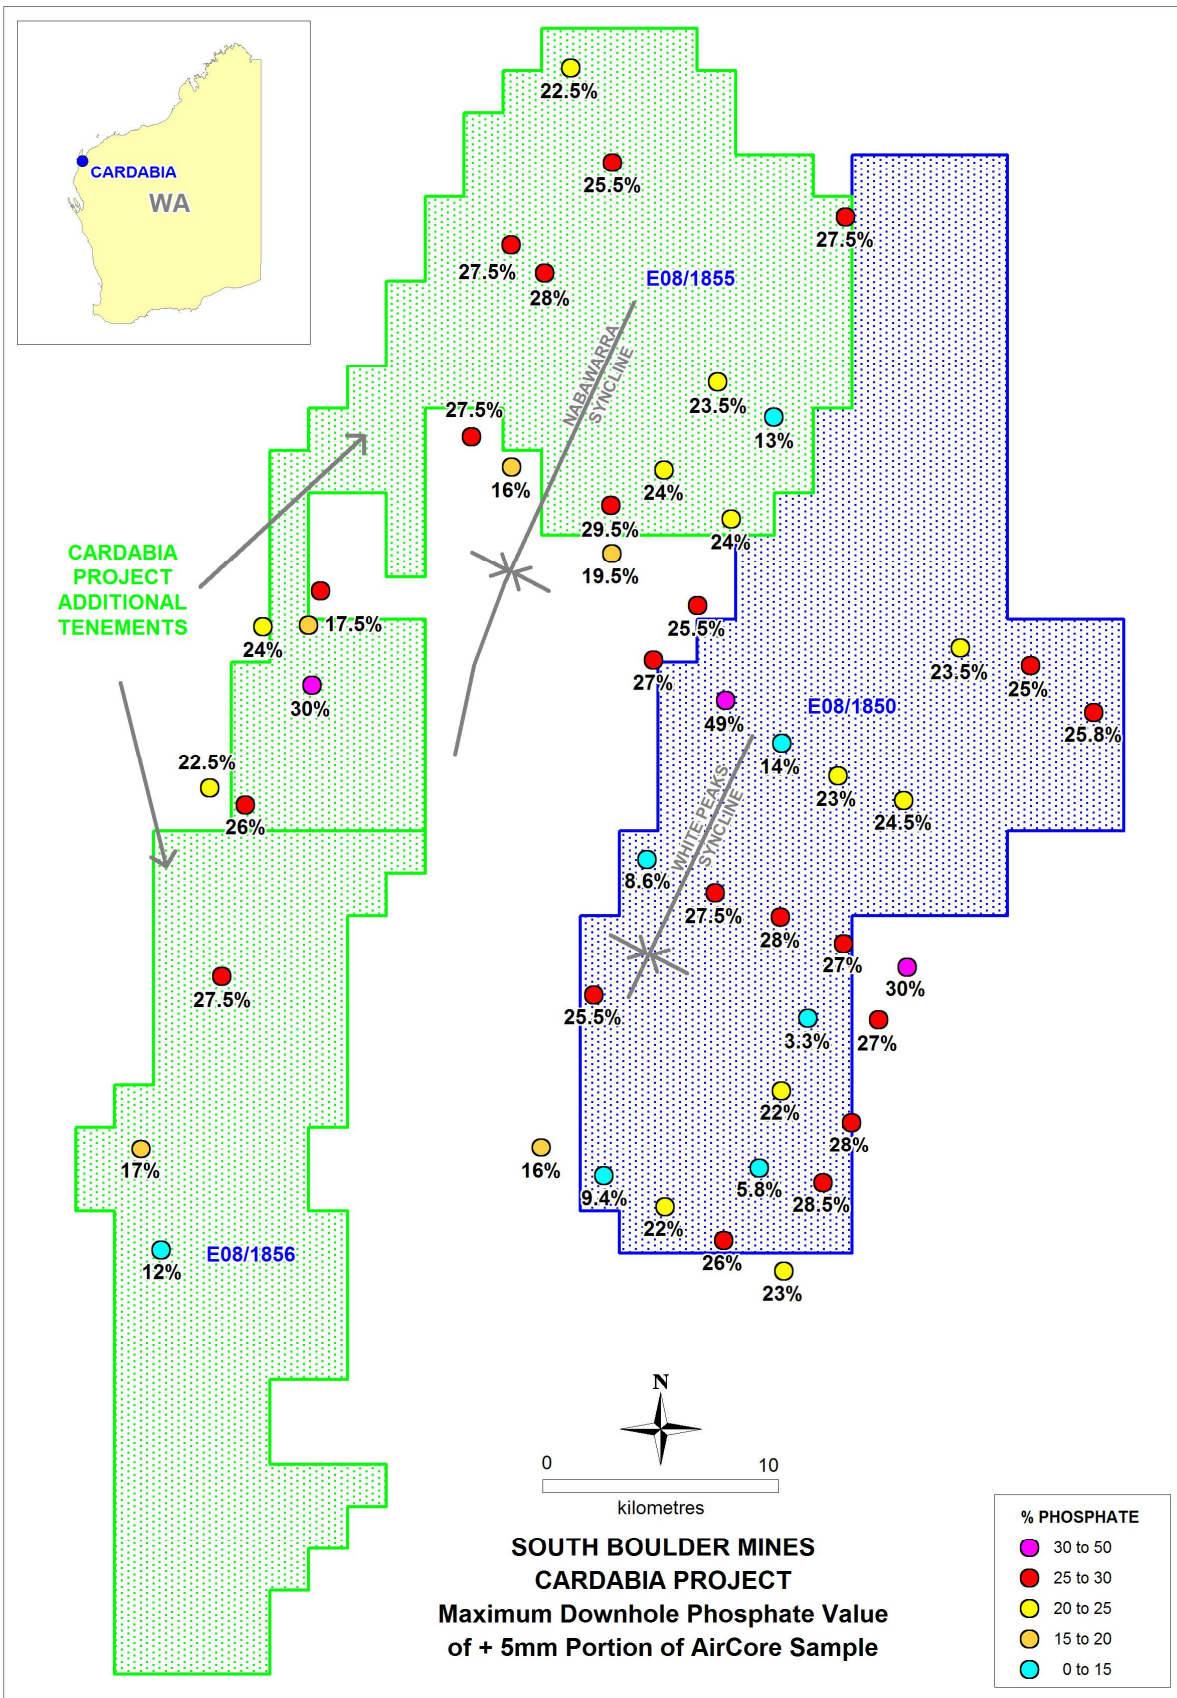 CARDABIA
WA
22.5%
25.5%
27.5%
27.5%
28%
E08/1855
NABAWARRA
SYNCLINE
23.5%
27.5%
13%
16%
24%
29.5%
24%
19.5%
CARDABIA
PROJECT
ADDITIONAL
TENEMENTS
25.5%
17.5%
24%
27%
23.5%
25%
30%
49%
E08/1850
25.8%
22.5%
14%
23%
24.5%
26%
WHITE PEAKS
SYNCLINE
8.6%
27.5%
28%
27%
30%
27.5%
25.5%
3.3%
27%
22%
28%
17%
16%
9.4%
5.8%
28.5%
22%
E08/1856
12%
26%
23%
N
0 10
kilometres
SOUTH BOULDER MINES
CARDABIA PROJECT
Maximum Downhole Phosphate Value
of + 5mm Portion of AirCore Sample
% PHOSPHATE
30 to 50
25 to 30
20 to 25
15 to 20
0 to 15